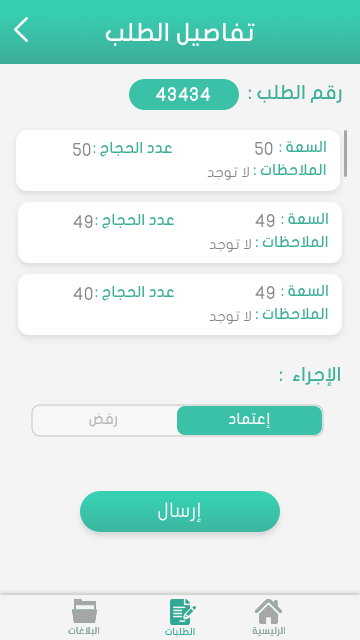 تفاصيل الطلب
رقم الطلب : 43434
السعة : 50 عدد الحجاج :50
الملاحظات : لا توجد
السعة : 49 عدد الحجاج :49
الملاحظات : لا توجد
السعة : 49 عدد الحجاج :40
الملاحظات : لا توجد
الإجراء :
إعتماد رفض
إرسال
الرئيسية الطلبات البلاغات